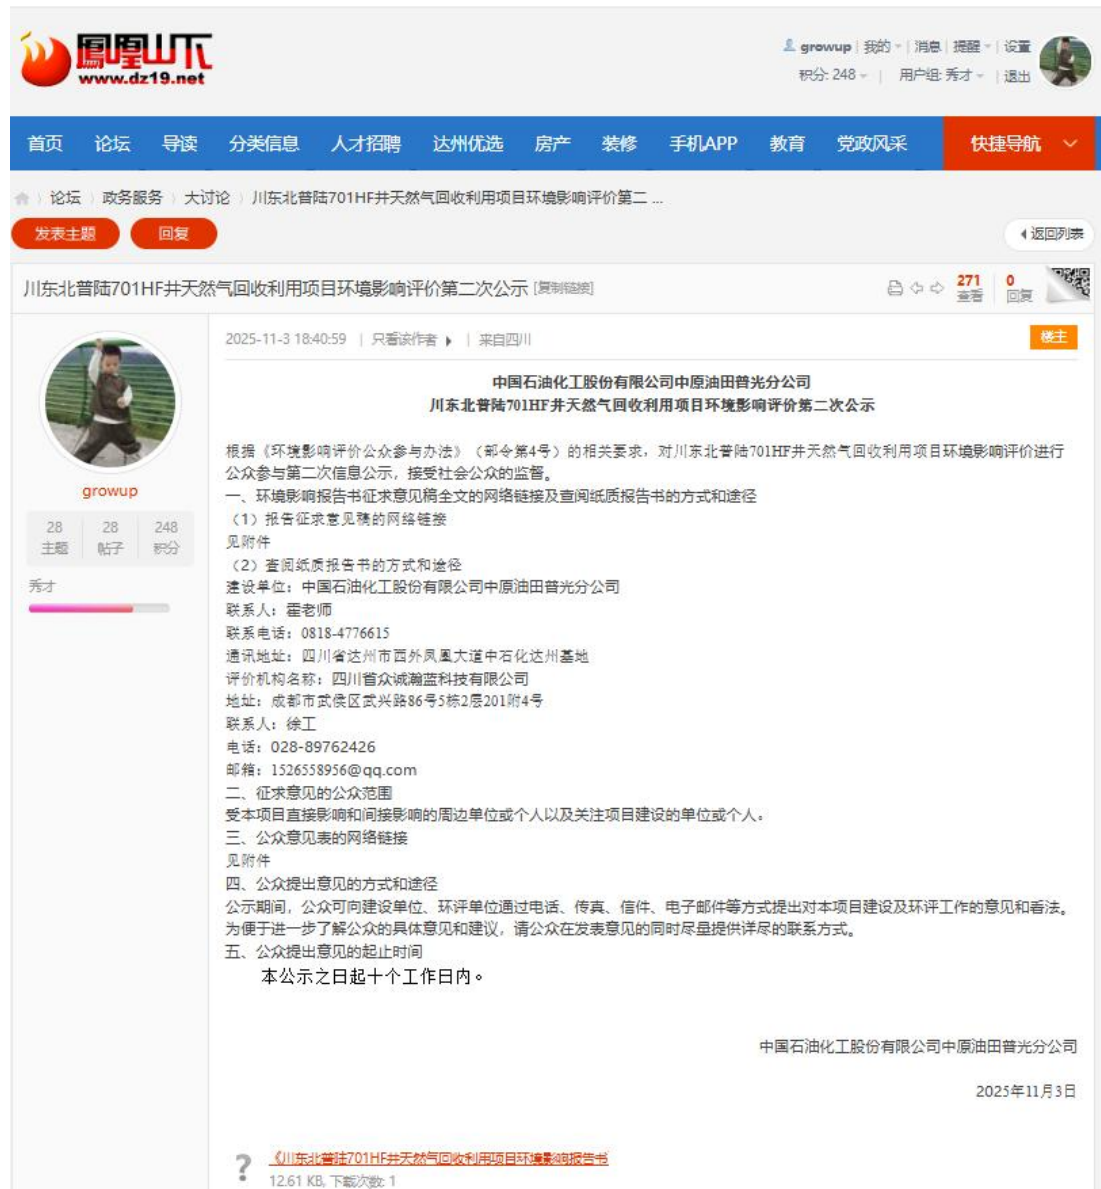 鳳凰山下
www.dz19.net
growup | 我的 | 消息 | 提醒 | 设置
积分: 248 | 用户组: 秀才 | 退出
首页 论坛 导读 分类信息 人才招聘 达州优选 房产 装修 手机APP 教育 党政风采 快捷导航
论坛 政务服务 大讨论 川东北普陆701HF井天然气回收利用项目环境影响评价第二 ...
发表主题 回复 返回列表
川东北普陆701HF井天然气回收利用项目环境影响评价第二次公示 [复制链接] 271 查看 0 回复
2025-11-3 18:40:59 | 只看该作者 | 来自四川 楼主
growup
28 主题 28 帖子 248 积分
秀才
中国石油化工股份有限公司中原油田普光分公司
川东北普陆701HF井天然气回收利用项目环境影响评价第二次公示
根据《环境影响评价公众参与办法》（部令第4号）的相关要求，对川东北普陆701HF井天然气回收利用项目环境影响评价进行
公众参与第二次信息公示，接受社会公众的监督。
一、环境影响报告书征求意见稿全文的网络链接及查阅纸质报告书的方式和途径
（1）报告征求意见稿的网络链接
见附件
（2）查阅纸质报告书的方式和途径
建设单位：中国石油化工股份有限公司中原油田普光分公司
联系人：霍老师
联系电话：0818-4776615
通讯地址：四川省达州市西外凤凰大道中石化达州基地
评价机构名称：四川省众诚瀚蓝科技有限公司
地址：成都市武侯区武兴路86号5栋2层201附4号
联系人：徐工
电话：028-89762426
邮箱：1526558956@qq.com
二、征求意见的公众范围
受本项目直接影响和间接影响的周边单位或个人以及关注项目建设的单位或个人。
三、公众意见表的网络链接
见附件
四、公众提出意见的方式和途径
公示期间，公众可向建设单位、环评单位通过电话、传真、信件、电子邮件等方式提出对本项目建设及环评工作的意见和看法。
为便于进一步了解公众的具体意见和建议，请公众在发表意见的同时尽量提供详尽的联系方式。
五、公众提出意见的起止时间
本公示之日起十个工作日内。
中国石油化工股份有限公司中原油田普光分公司
2025年11月3日
《川东北普陆701HF井天然气回收利用项目环境影响报告书
12.61 KB, 下载次数: 1